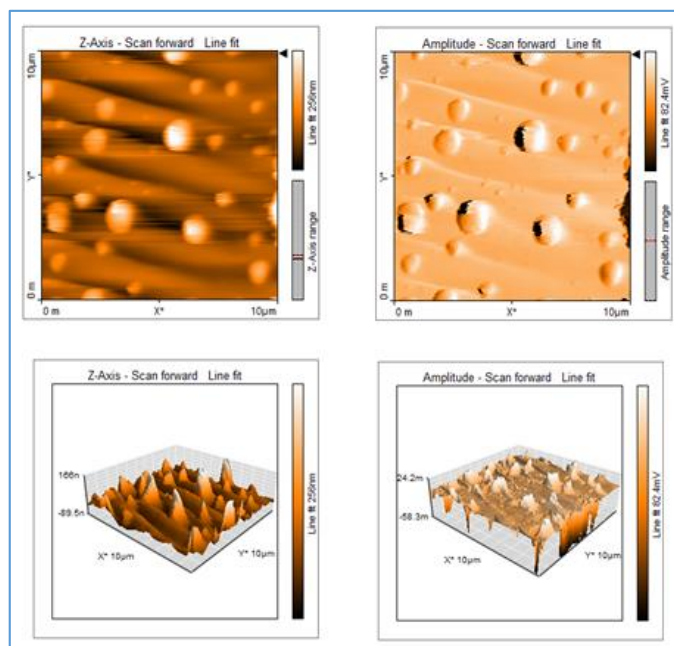 Z-Axis - Scan forward Line fit
10µm
Y*
0 m
0 m
X*
10µm
Line fit 256nm
Z-Axis range
Amplitude - Scan forward Line fit
10µm
Y*
0 m
0 m
X*
10µm
Line fit 82.4mV
Amplitude range
Z-Axis - Scan forward Line fit
166n
-89.5n
X* 10µm
Y* 10µm
Line fit 256nm
Amplitude - Scan forward Line fit
24.2m
-58.3m
X* 10µm
Y* 10µm
Line fit 82.4mV